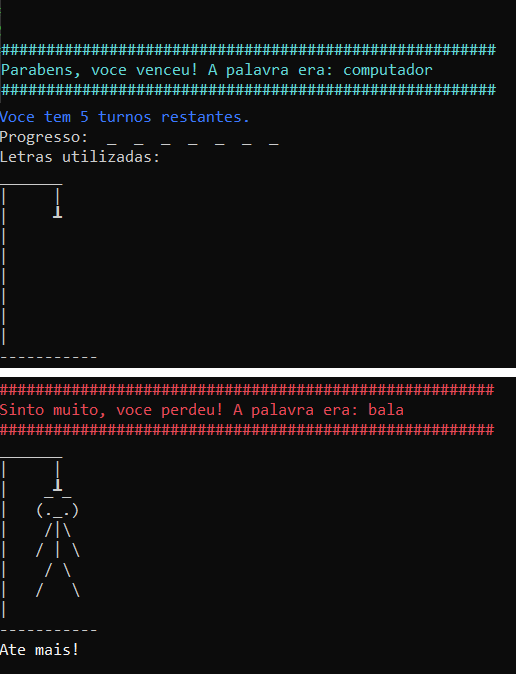 #######################################################
Parabens, voce venceu! A palavra era: computador
#######################################################
Voce tem 5 turnos restantes.
Progresso:  _  _  _  _  _  _  _
Letras utilizadas:
_______
|     |
|     ┴
|
|
|
|
|
|
-----------
#######################################################
Sinto muito, voce perdeu! A palavra era: bala
#######################################################
_______
|     |
|    _┴_
|   (._.)
|    /|\
|   / | \
|    / \
|   /   \
|
-----------
Ate mais!